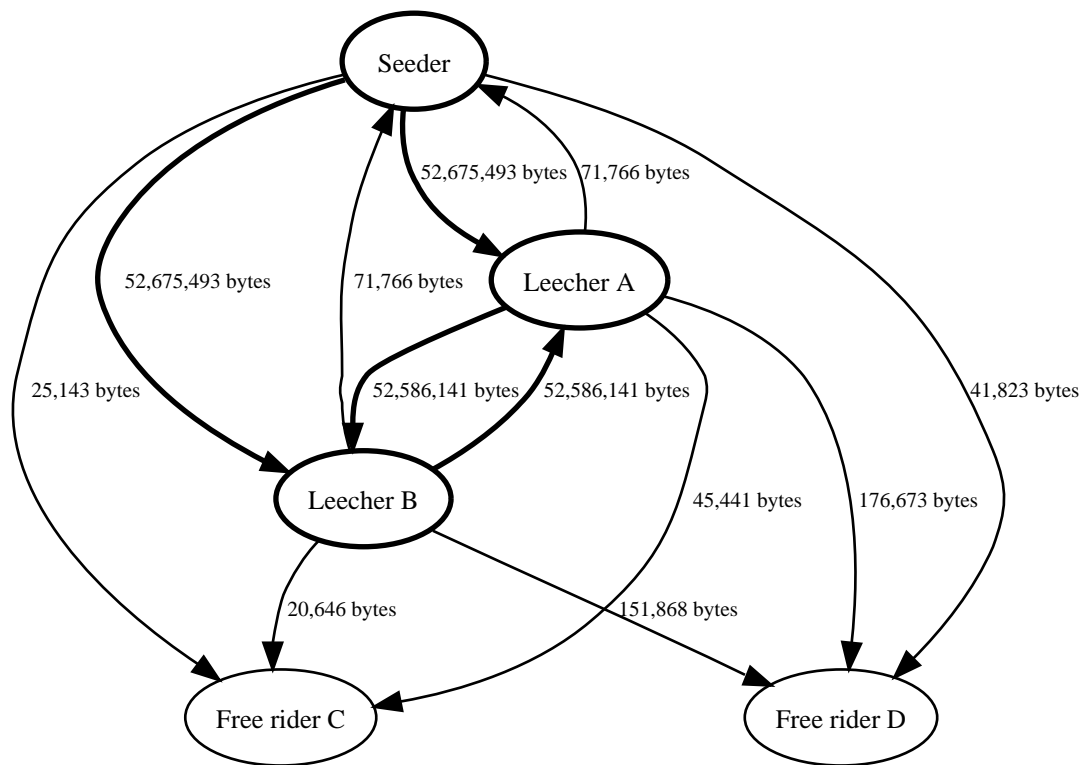 Seeder
52,675,493 bytes
71,766 bytes
52,675,493 bytes
71,766 bytes
Leecher A
25,143 bytes
52,586,141 bytes
52,586,141 bytes
41,823 bytes
Leecher B
45,441 bytes
176,673 bytes
20,646 bytes
151,868 bytes
Free rider C
Free rider D